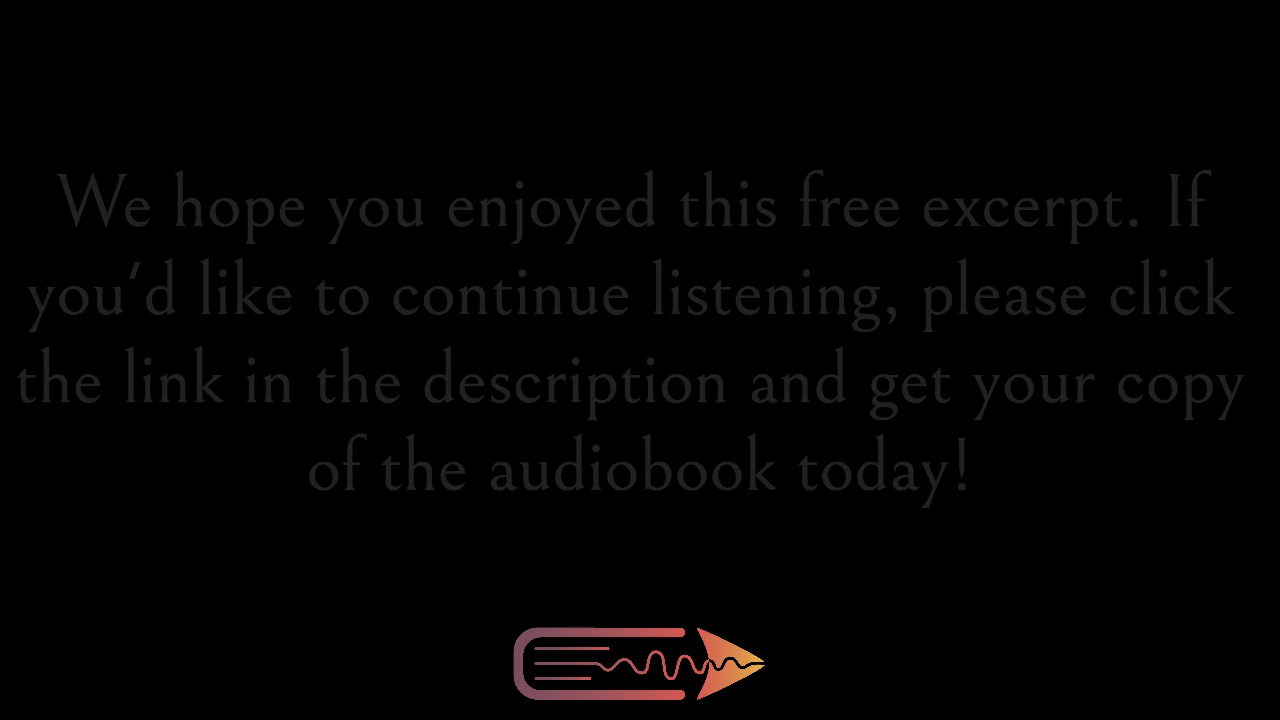 We hope you enjoyed this free excerpt. If
you'd like to continue listening, please click
the link in the description and get your copy
of the audiobook today!